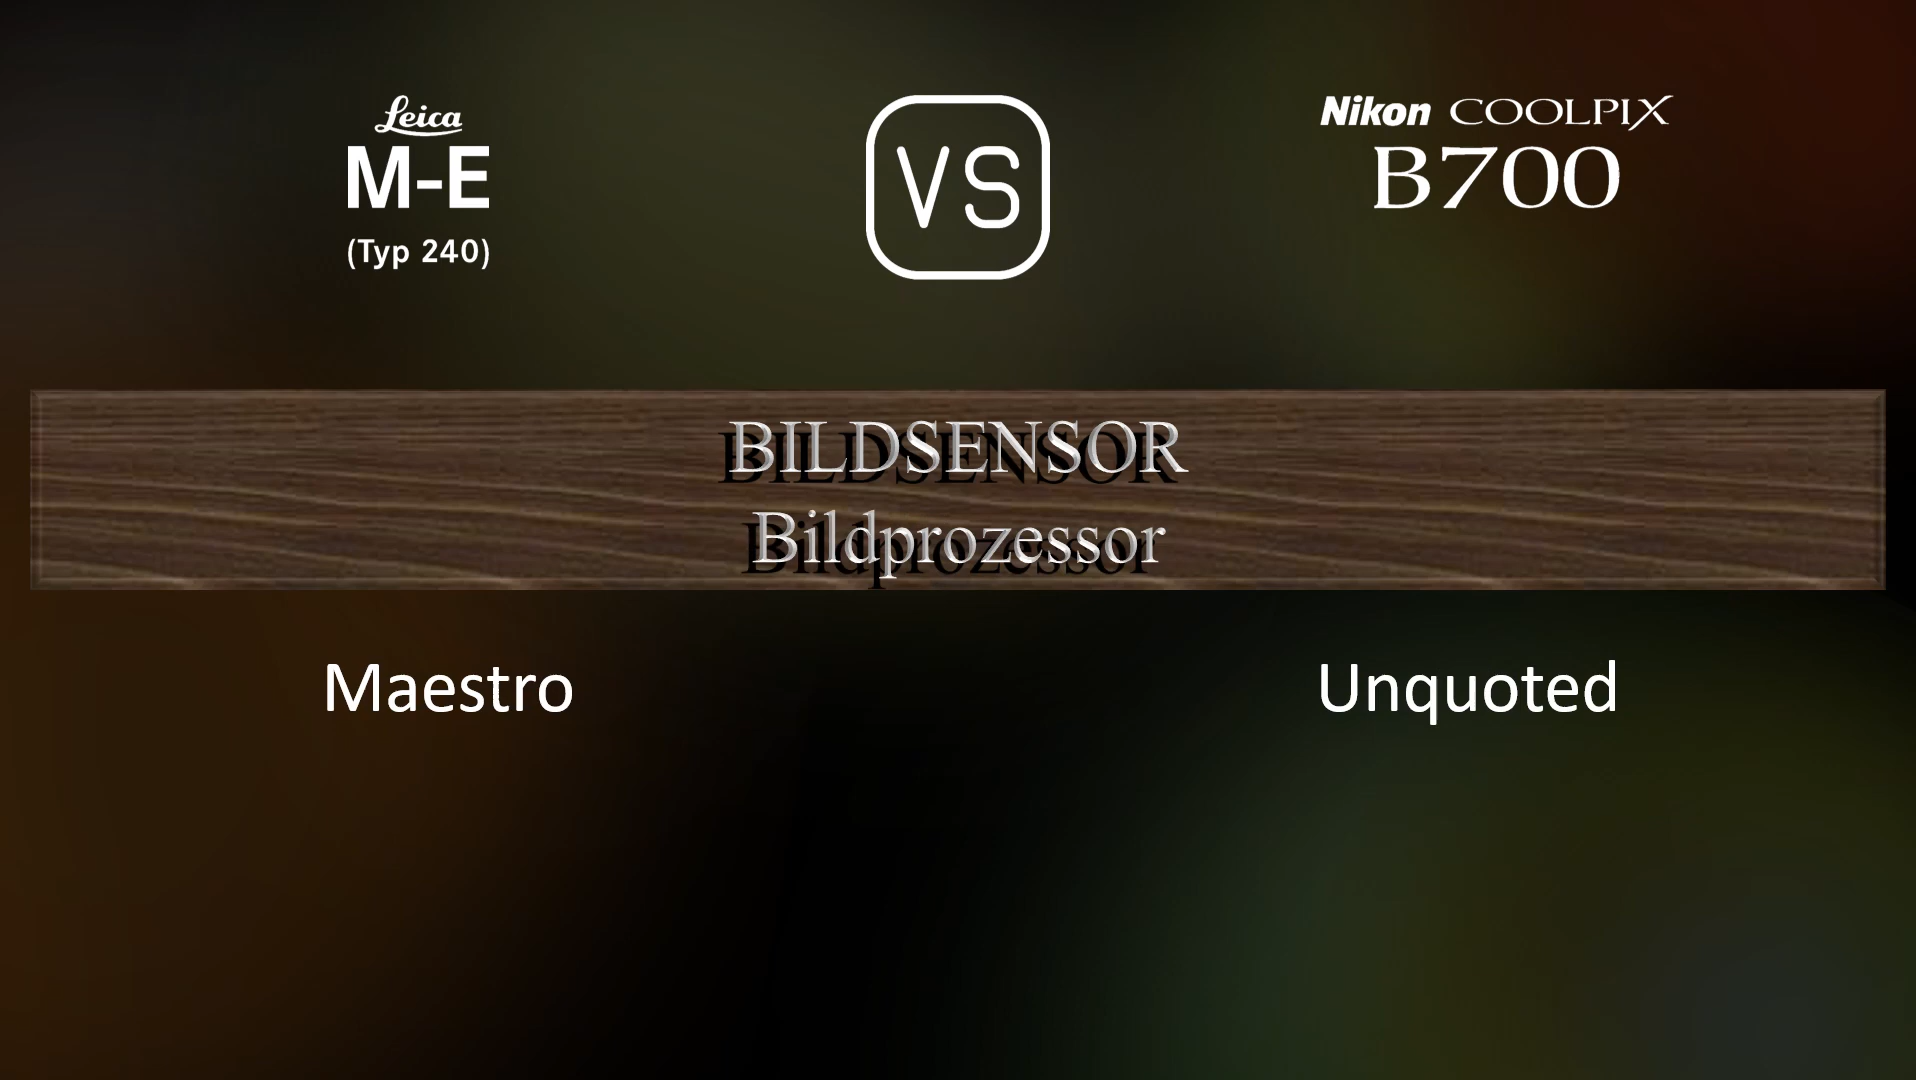 Leica
M-E
(Typ 240)
VS
Nikon COOLPIX
B700
BILDSENSOR
Bildprozessor
Maestro
Unquoted